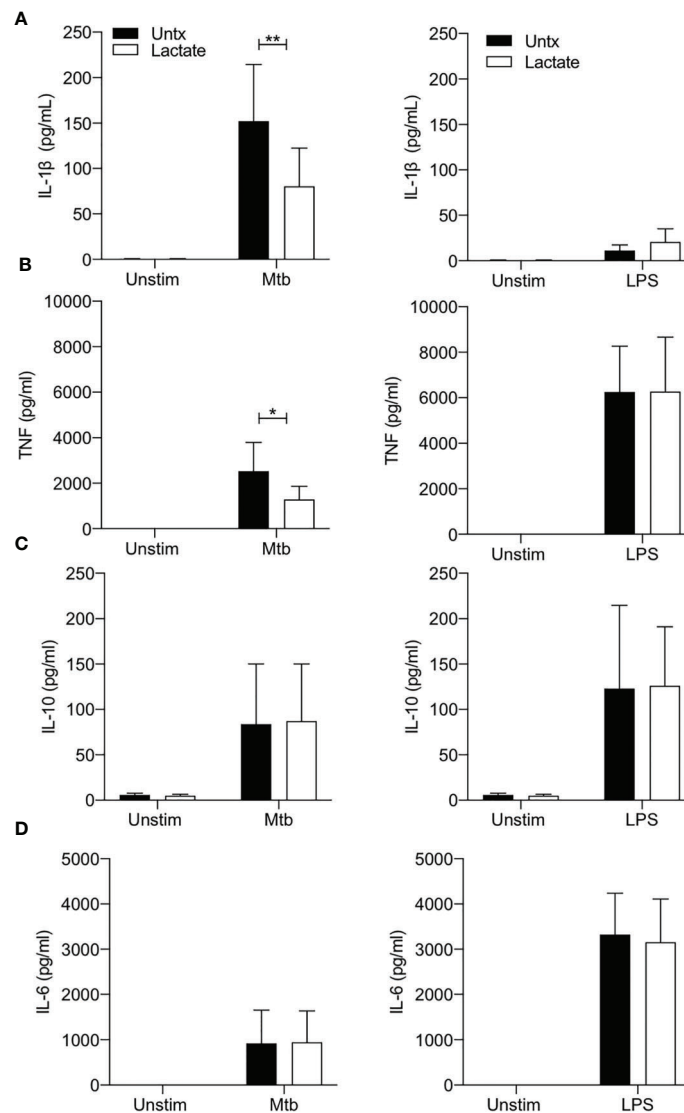 A
Untx
Lactate
**
250
200
150
100
50
0
IL-1β (pg/mL)
Unstim
Mtb
Untx
Lactate
250
200
150
100
50
0
IL-1β (pg/mL)
Unstim
LPS
B
*
10000
8000
6000
4000
2000
0
TNF (pg/ml)
Unstim
Mtb
10000
8000
6000
4000
2000
0
TNF (pg/ml)
Unstim
LPS
C
250
200
150
100
50
0
IL-10 (pg/ml)
Unstim
Mtb
250
200
150
100
50
0
IL-10 (pg/ml)
Unstim
LPS
D
5000
4000
3000
2000
1000
0
IL-6 (pg/ml)
Unstim
Mtb
5000
4000
3000
2000
1000
0
IL-6 (pg/ml)
Unstim
LPS